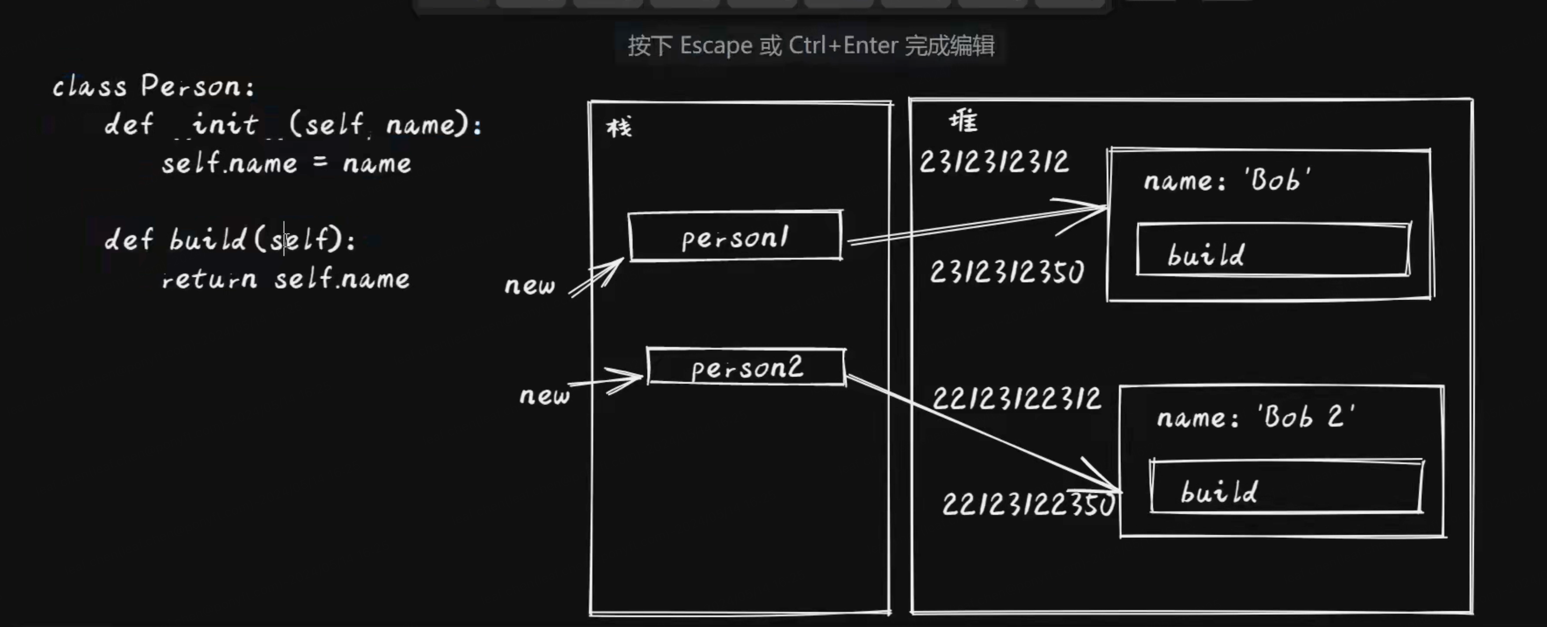 按下 Escape 或 Ctrl+Enter 完成编辑
class Person:
def __init__(self, name):
self.name = name
def build(self):
return self.name
栈
person1
new
person2
new
堆
2312312312
name: 'Bob'
build
2312312350
22123122312
name: 'Bob 2'
build
22123122350